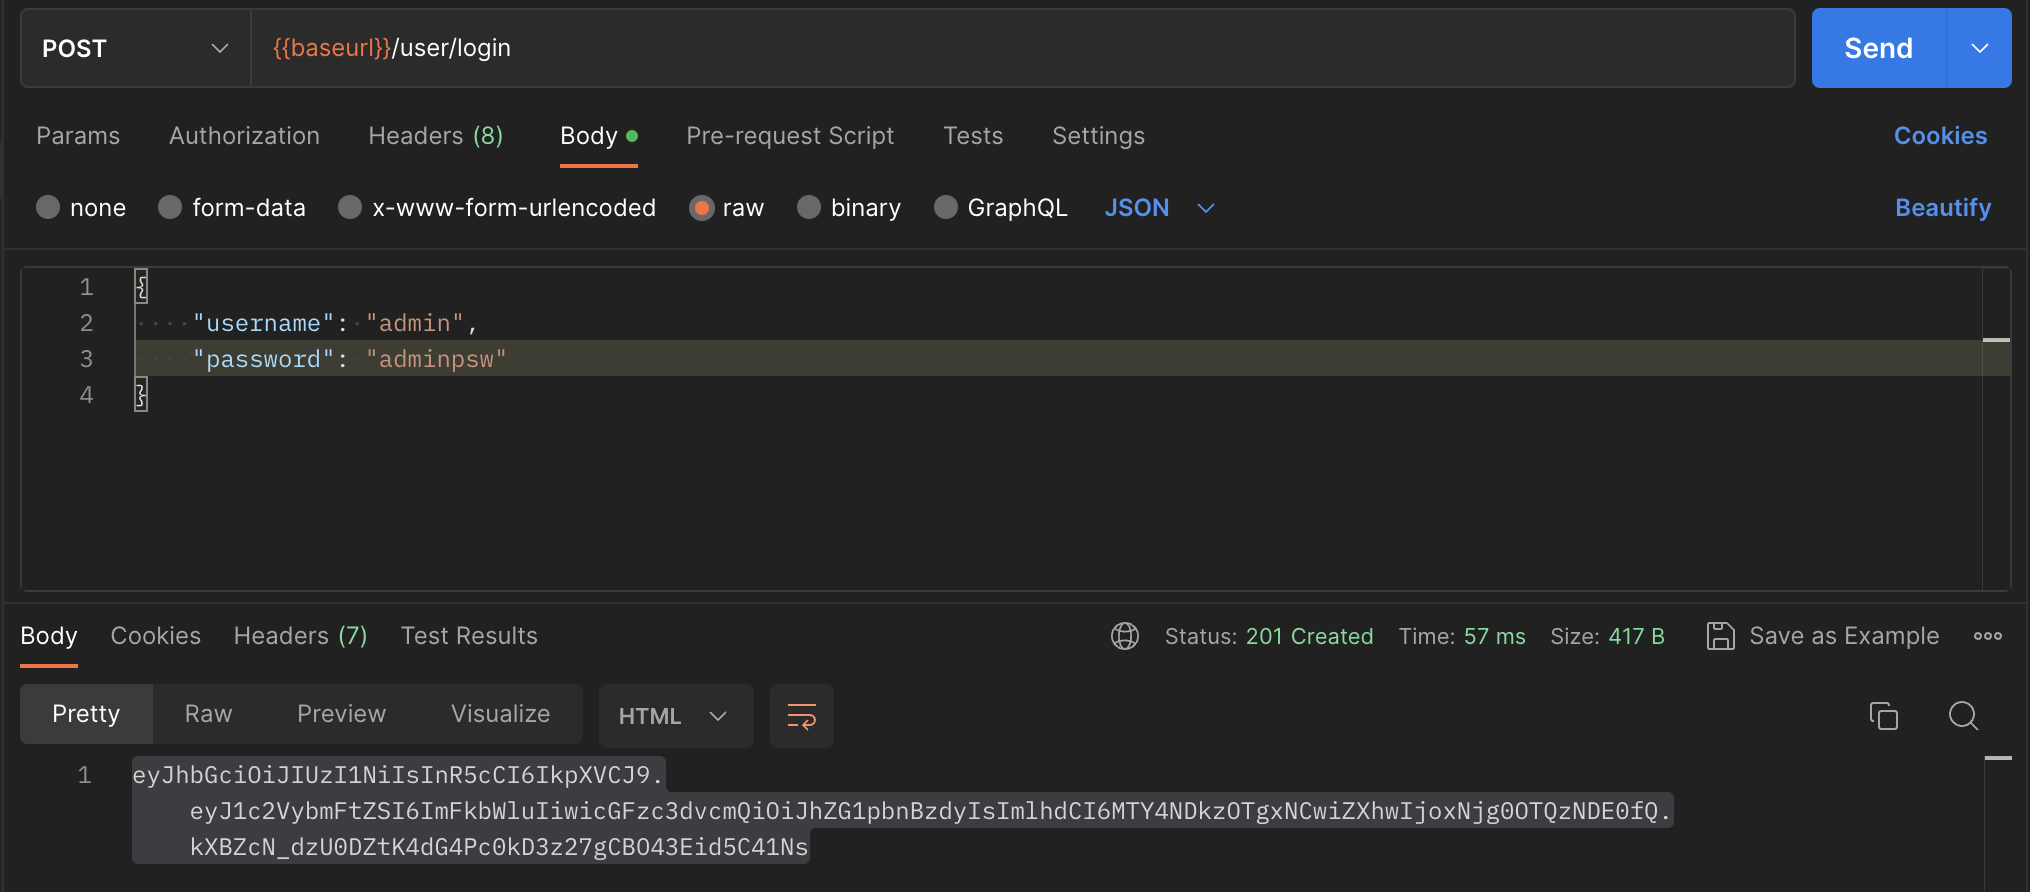 POST {{baseurl}}/user/login Send
Params Authorization Headers (8) Body Pre-request Script Tests Settings Cookies
none form-data x-www-form-urlencoded raw binary GraphQL JSON Beautify
1 {
2 "username": "admin",
3 "password": "adminpsw"
4 }
Body Cookies Headers (7) Test Results Status: 201 Created Time: 57 ms Size: 417 B Save as Example
Pretty Raw Preview Visualize HTML
1 eyJhbGciOiJIUzI1NiIsInR5cCI6IkpXVCJ9.
eyJ1c2VybmFtZSI6ImFkbWluIiwicGFzc3dvcmQiOiJhZG1pbnBzdyIsImlhdCI6MTY4NDkzOTgxNCwiZXhwIjoxNjg0OTQzNDE0fQ.
kXBZcN_dzU0DZtK4dG4Pc0kD3z27gCBO43Eid5C41Ns